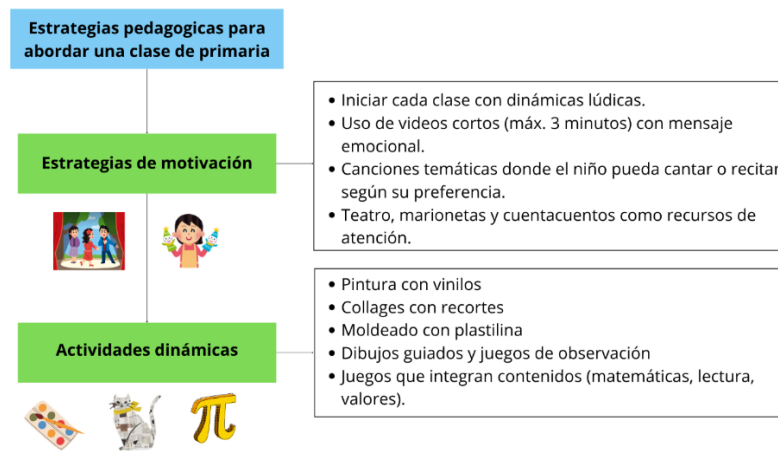 Estrategias pedagogicas para
abordar una clase de primaria
Estrategias de motivación
• Iniciar cada clase con dinámicas lúdicas.
• Uso de videos cortos (máx. 3 minutos) con mensaje
emocional.
• Canciones temáticas donde el niño pueda cantar o recitar
según su preferencia.
• Teatro, marionetas y cuentacuentos como recursos de
atención.
Actividades dinámicas
• Pintura con vinilos
• Collages con recortes
• Moldeado con plastilina
• Dibujos guiados y juegos de observación
• Juegos que integran contenidos (matemáticas, lectura,
valores).
π